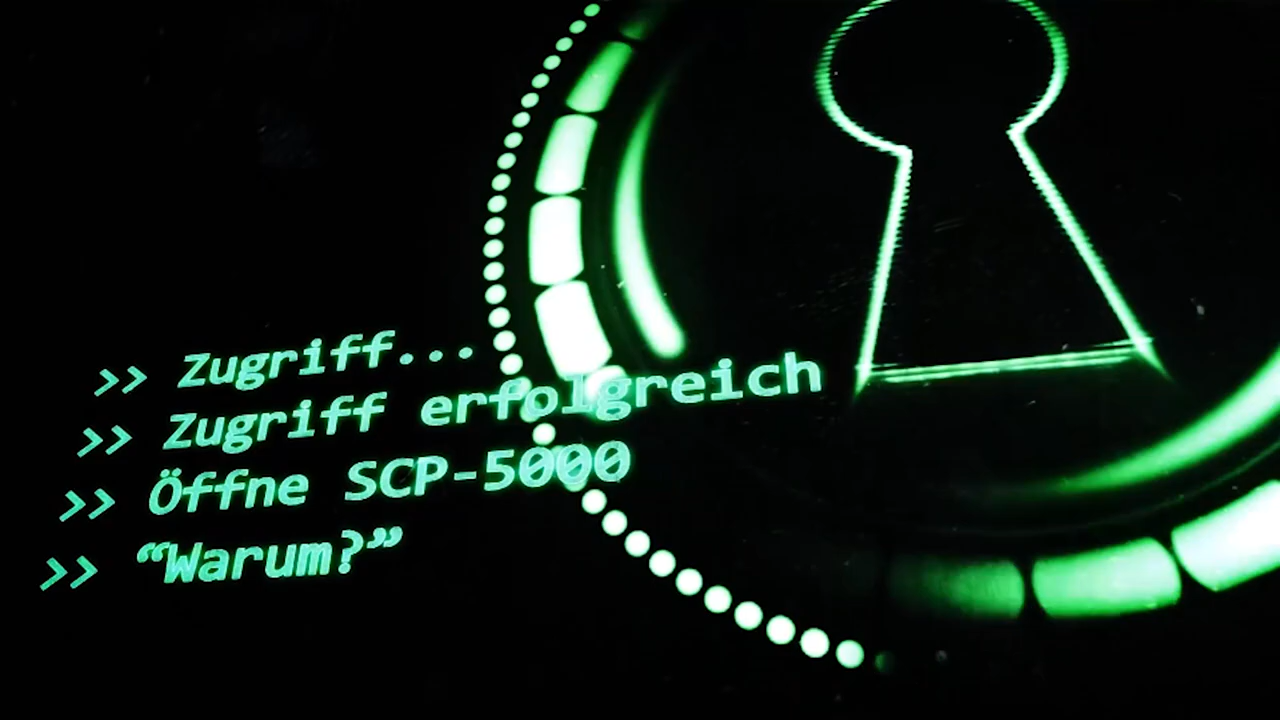 >> Zugriff...
>> Zugriff erfolgreich
>> Öffne SCP-5000
>> “Warum?”